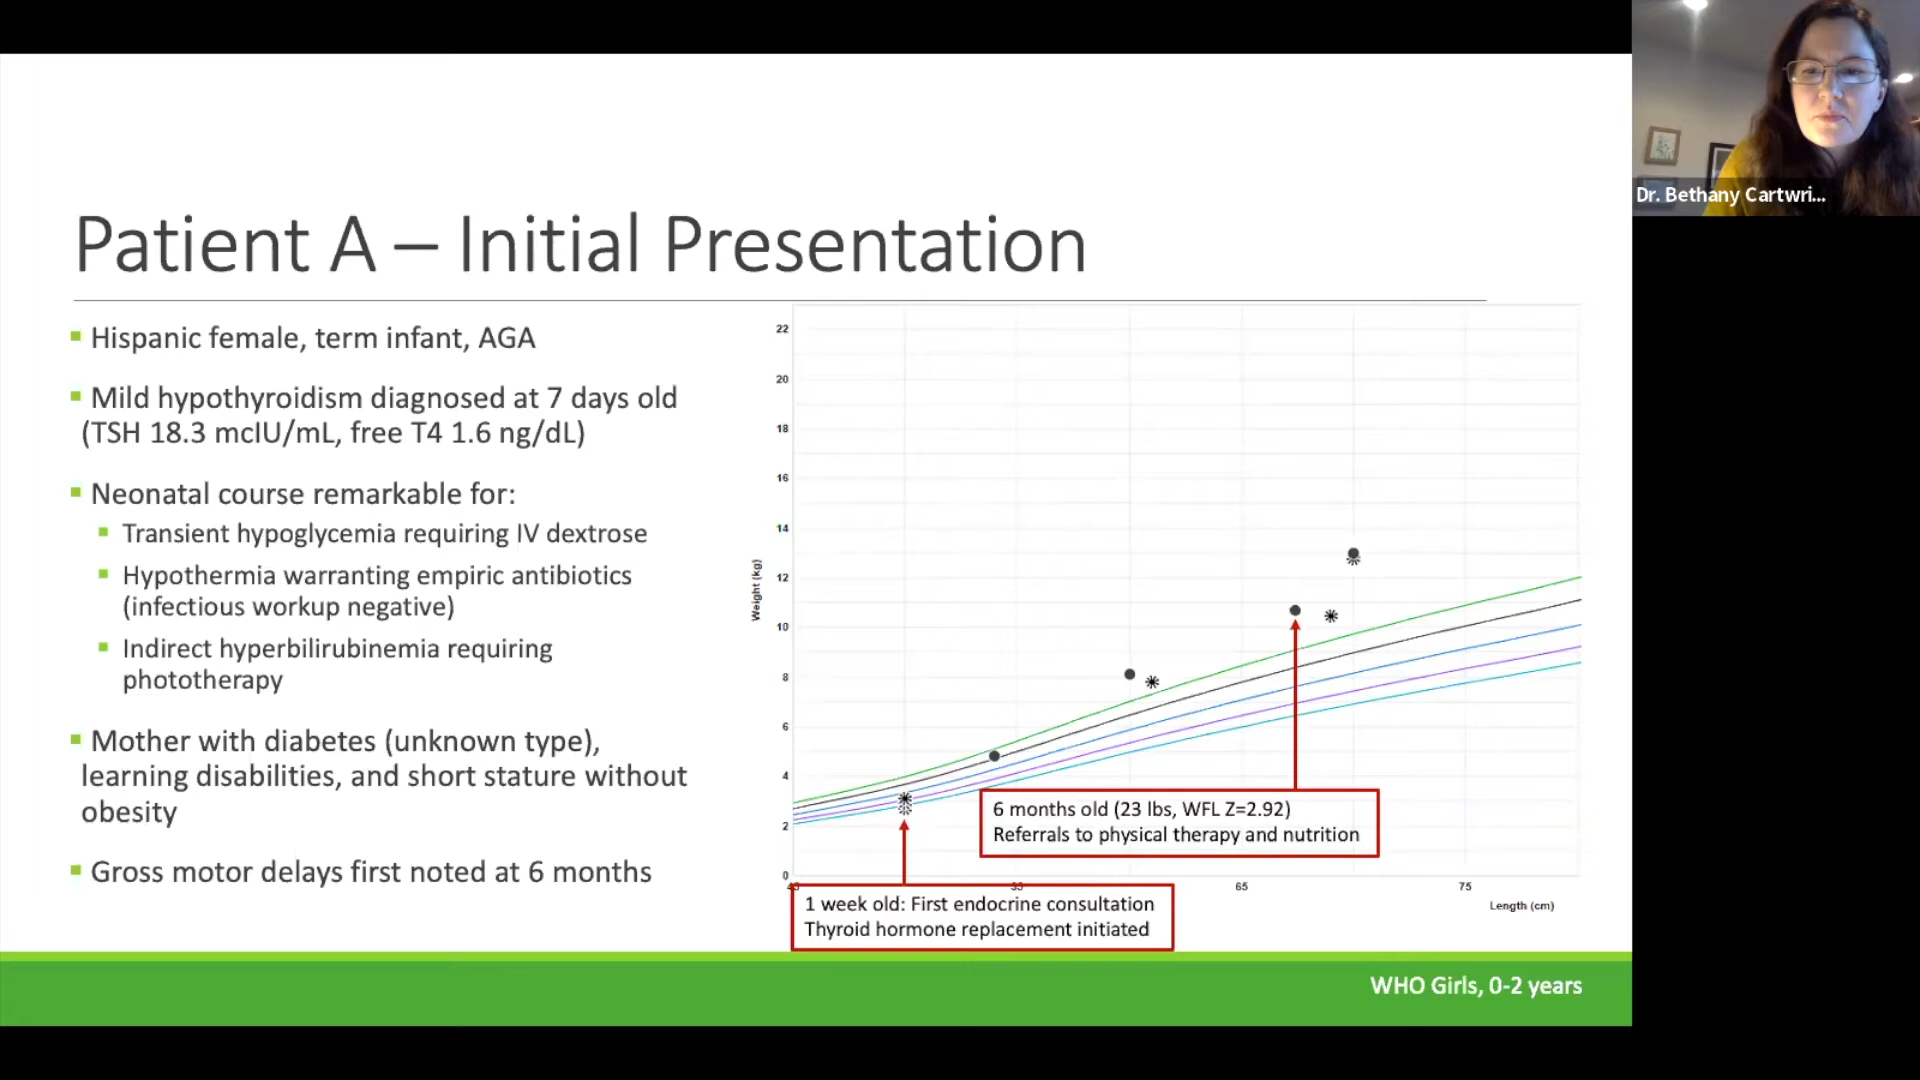 Dr. Bethany Cartwri...
Patient A – Initial Presentation
Hispanic female, term infant, AGA
Mild hypothyroidism diagnosed at 7 days old
(TSH 18.3 mcIU/mL, free T4 1.6 ng/dL)
Neonatal course remarkable for:
Transient hypoglycemia requiring IV dextrose
Hypothermia warranting empiric antibiotics
(infectious workup negative)
Indirect hyperbilirubinemia requiring
phototherapy
Mother with diabetes (unknown type),
learning disabilities, and short stature without
obesity
Gross motor delays first noted at 6 months
22
20
18
16
14
12
10
8
6
4
2
0
Weight (kg)
65
75
Length (cm)
6 months old (23 lbs, WFL Z=2.92)
Referrals to physical therapy and nutrition
1 week old: First endocrine consultation
Thyroid hormone replacement initiated
WHO Girls, 0-2 years